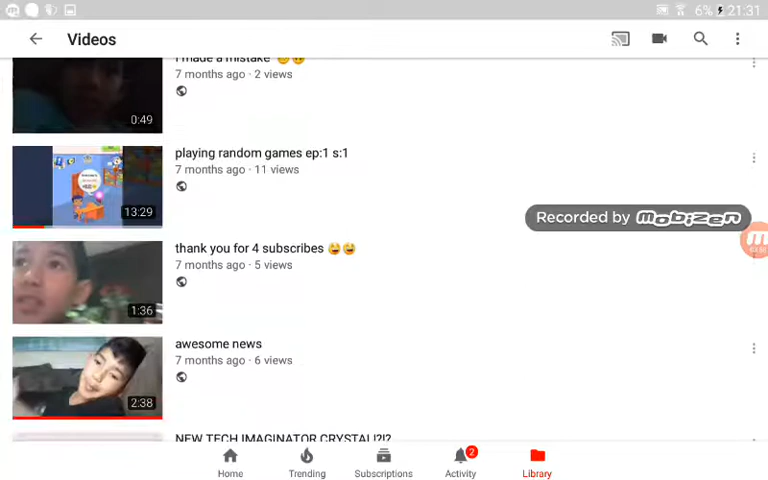 6% 21:31
Videos
I made a mistake
7 months ago · 2 views
0:49
playing random games ep:1 s:1
7 months ago · 11 views
13:29
Recorded by mobizen
thank you for 4 subscribes 😆😆
7 months ago · 5 views
1:36
awesome news
7 months ago · 6 views
2:38
NEW TECH IMAGINATOR CRYSTAL!?!?
2
Home Trending Subscriptions Activity Library